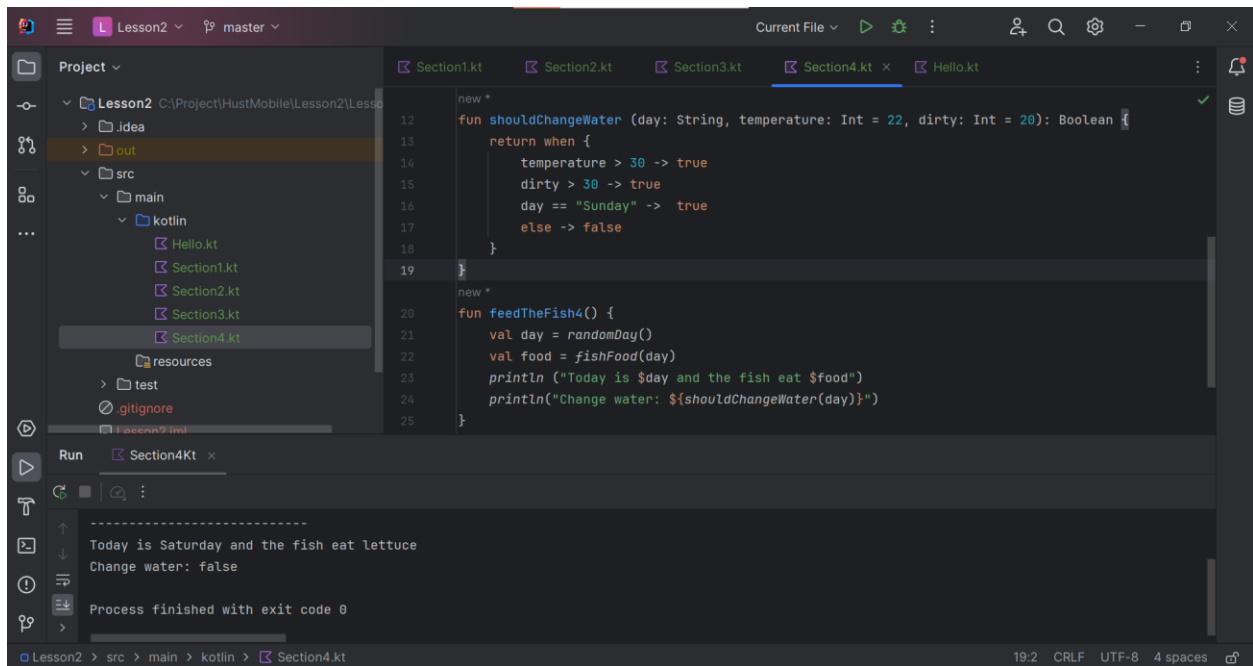 L Lesson2 master Current File
Project
Section1.kt Section2.kt Section3.kt Section4.kt Hello.kt
Lesson2 C:\Project\HustMobile\Lesson2\Lesso
.idea
out
src
main
kotlin
Hello.kt
Section1.kt
Section2.kt
Section3.kt
Section4.kt
resources
test
.gitignore
Lesson2.iml
new *
12 fun shouldChangeWater (day: String, temperature: Int = 22, dirty: Int = 20): Boolean {
13 return when {
14 temperature > 30 -> true
15 dirty > 30 -> true
16 day == "Sunday" -> true
17 else -> false
18 }
19 }
new *
20 fun feedTheFish4() {
21 val day = randomDay()
22 val food = fishFood(day)
23 println ("Today is $day and the fish eat $food")
24 println("Change water: ${shouldChangeWater(day)}")
25 }
Run Section4Kt
----------------------------
Today is Saturday and the fish eat lettuce
Change water: false
Process finished with exit code 0
Lesson2 > src > main > kotlin > Section4.kt 19:2 CRLF UTF-8 4 spaces